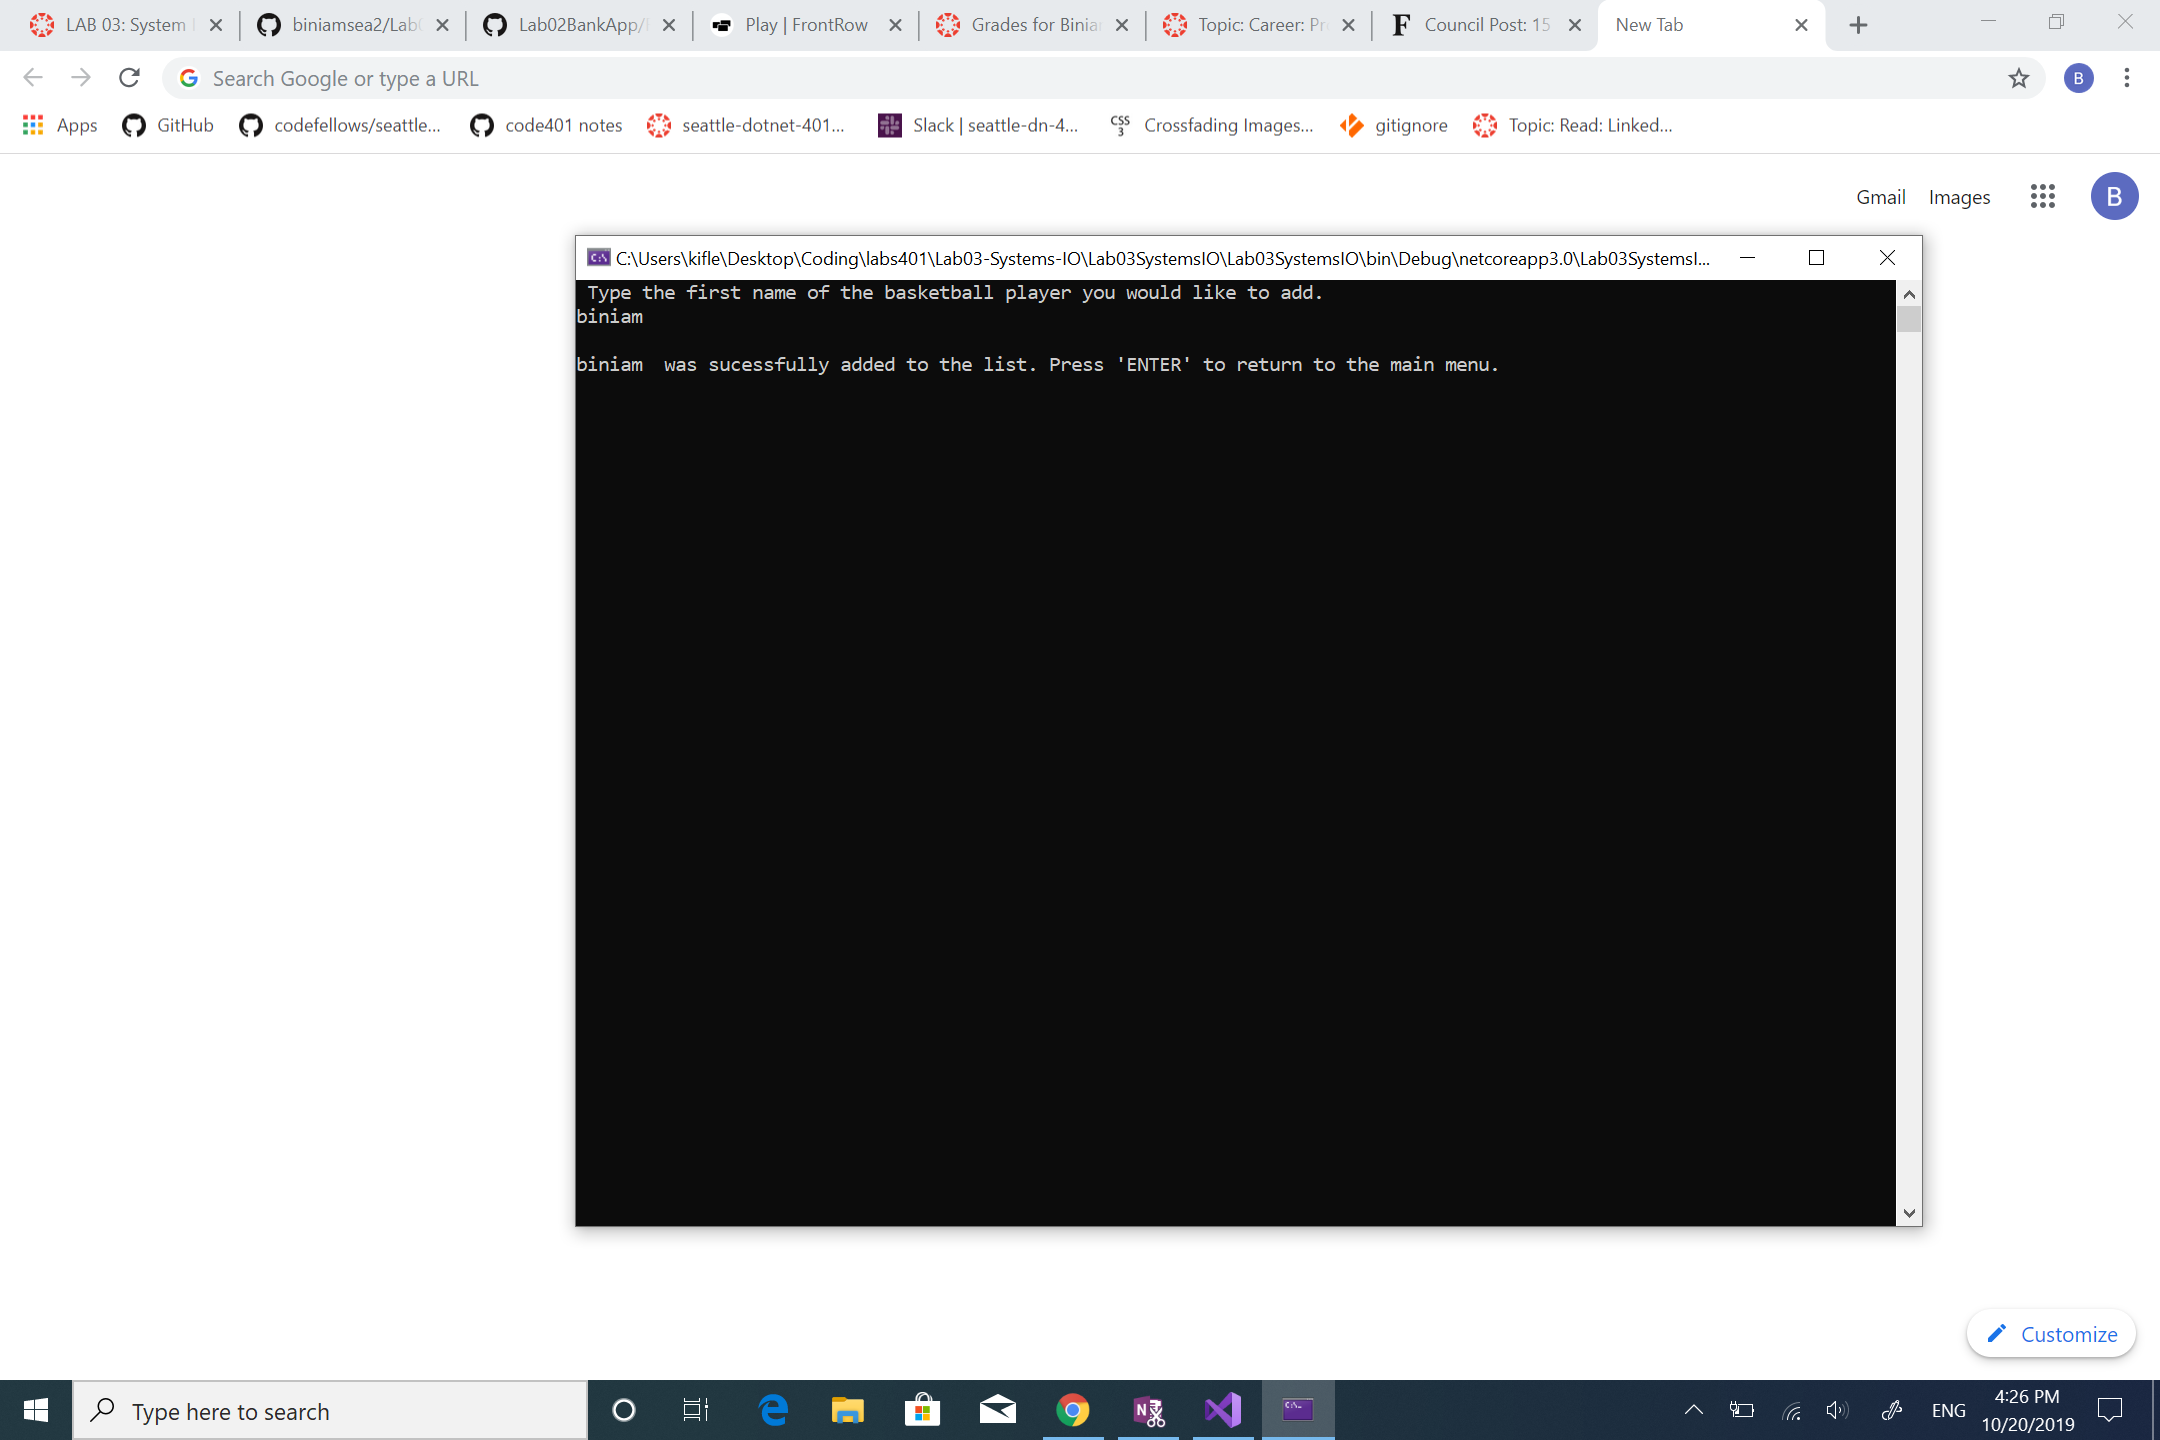 LAB 03: System
biniamsea2/Lab
Lab02BankApp/
Play | FrontRow
Grades for Binia
Topic: Career: Pr
Council Post: 15
New Tab
Search Google or type a URL
B
Apps
GitHub
codefellows/seattle...
code401 notes
seattle-dotnet-401...
Slack | seattle-dn-4...
CSS 3
Crossfading Images...
gitignore
Topic: Read: Linked...
Gmail
Images
B
C:\Users\kifle\Desktop\Coding\labs401\Lab03-Systems-IO\Lab03SystemsIO\Lab03SystemsIO\bin\Debug\netcoreapp3.0\Lab03SystemsI...
Type the first name of the basketball player you would like to add.
biniam
biniam  was sucessfully added to the list. Press 'ENTER' to return to the main menu.
Customize
Type here to search
ENG
4:26 PM
10/20/2019